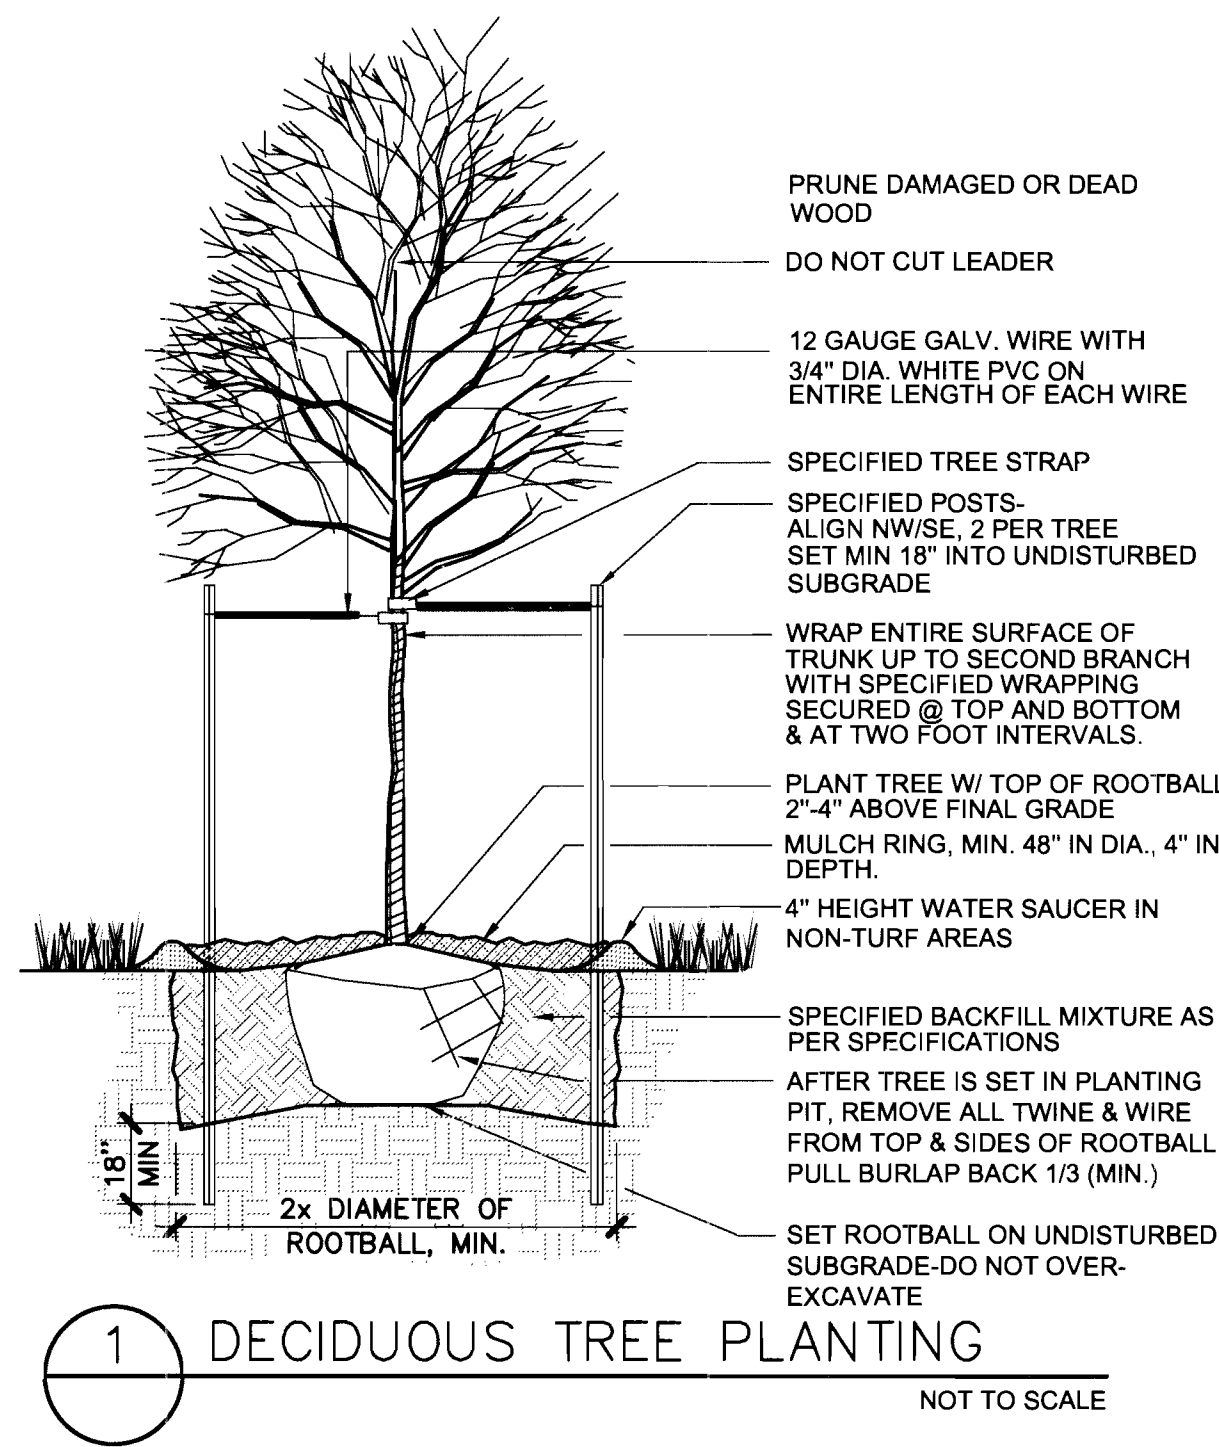 PRUNE DAMAGED OR DEAD
WOOD
DO NOT CUT LEADER
12 GAUGE GALV. WIRE WITH
3/4" DIA. WHITE PVC ON
ENTIRE LENGTH OF EACH WIRE
SPECIFIED TREE STRAP
SPECIFIED POSTS-
ALIGN NW/SE, 2 PER TREE
SET MIN 18" INTO UNDISTURBED
SUBGRADE
WRAP ENTIRE SURFACE OF
TRUNK UP TO SECOND BRANCH
WITH SPECIFIED WRAPPING
SECURED @ TOP AND BOTTOM
& AT TWO FOOT INTERVALS.
PLANT TREE W/ TOP OF ROOTBALL
2"-4" ABOVE FINAL GRADE
MULCH RING, MIN. 48" IN DIA., 4" IN
DEPTH.
4" HEIGHT WATER SAUCER IN
NON-TURF AREAS
SPECIFIED BACKFILL MIXTURE AS
PER SPECIFICATIONS
AFTER TREE IS SET IN PLANTING
PIT, REMOVE ALL TWINE & WIRE
FROM TOP & SIDES OF ROOTBALL
PULL BURLAP BACK 1/3 (MIN.)
SET ROOTBALL ON UNDISTURBED
SUBGRADE-DO NOT OVER-
EXCAVATE
18"
MIN
2x DIAMETER OF
ROOTBALL, MIN.
1 DECIDUOUS TREE PLANTING
NOT TO SCALE